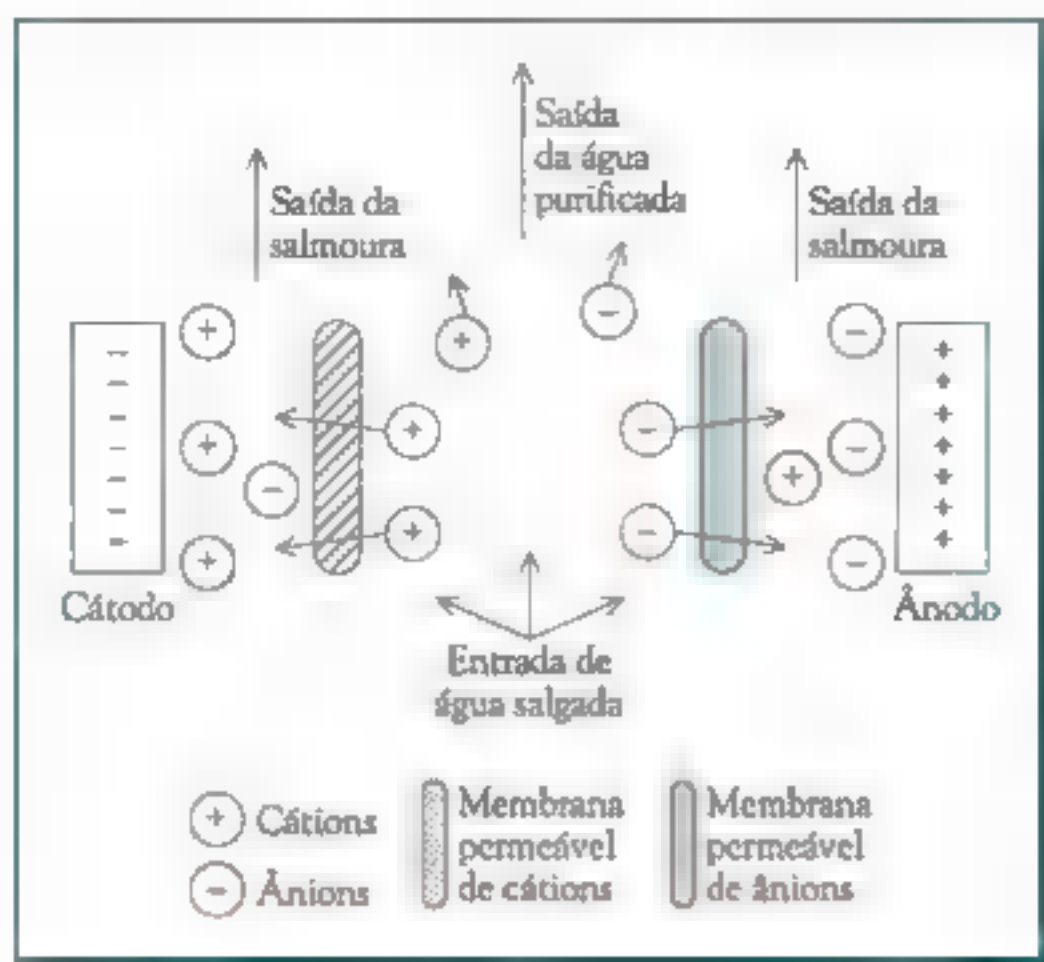 Saída
da água
purificada
Saída da
salmoura
Saída da
salmoura
Cátodo
Ânodo
Entrada de
água salgada
Cátions
Ânions
Membrana
permeável
de cátions
Membrana
permeável
de ânions